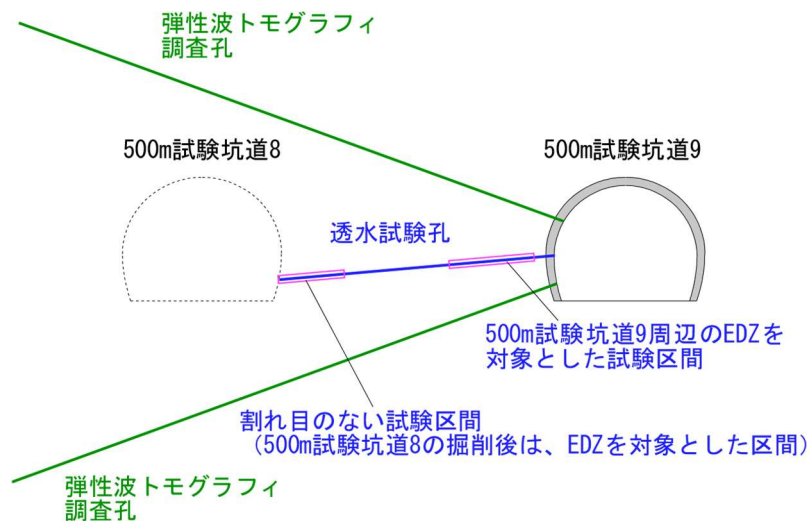 弾性波トモグラフィ
調査孔
500m試験坑道8
500m試験坑道9
透水試験孔
500m試験坑道9周辺のEDZを
対象とした試験区間
割れ目のない試験区間
（500m試験坑道8の掘削後は、EDZを対象とした区間）
弾性波トモグラフィ
調査孔